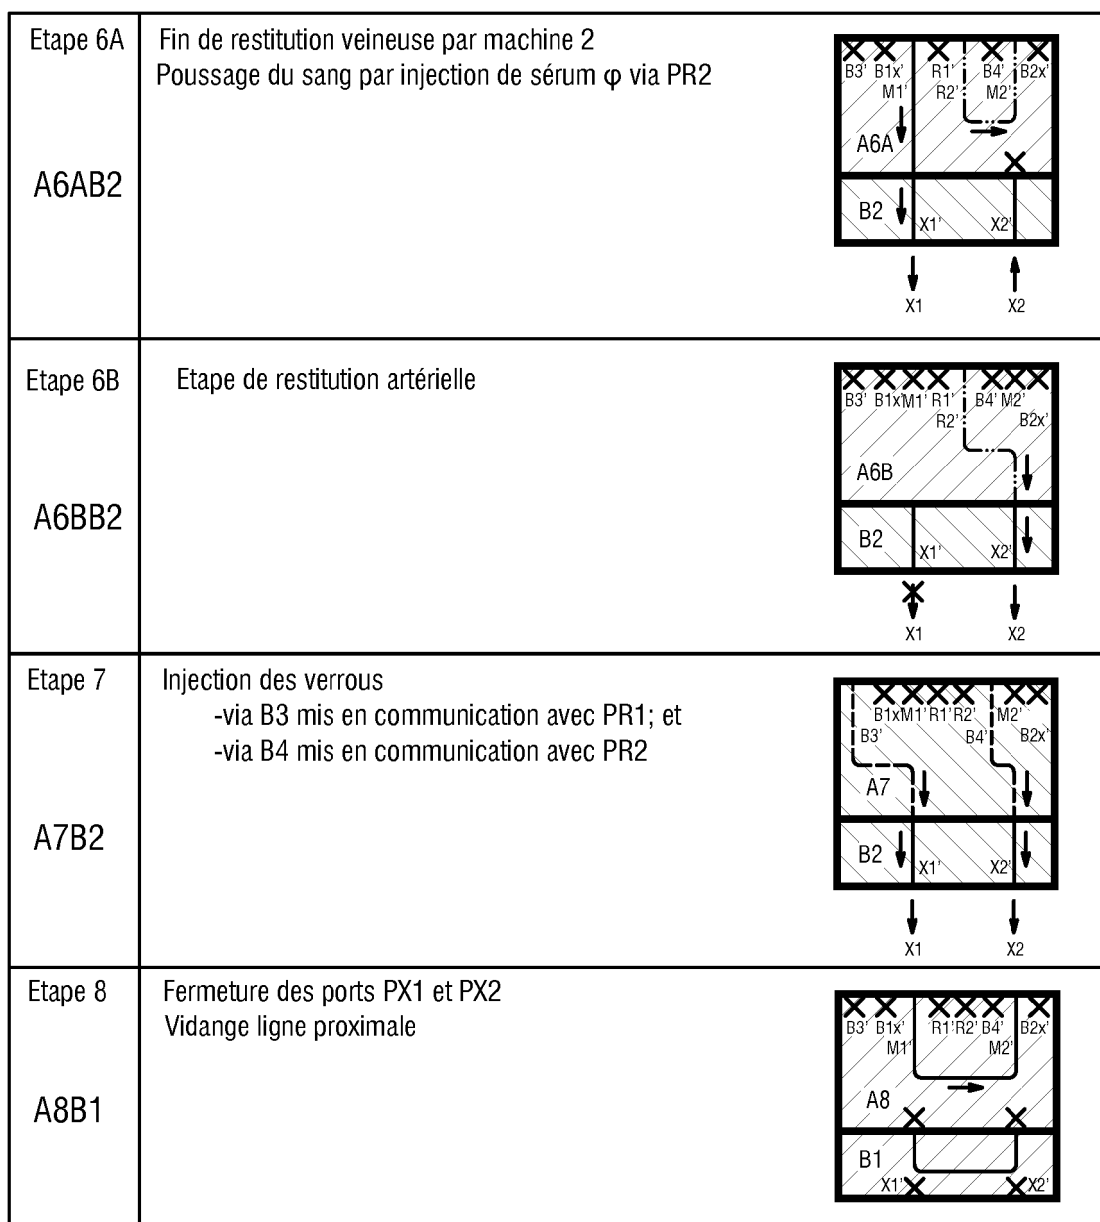 Etape 6A
Fin de restitution veineuse par machine 2
Poussage du sang par injection de sérum φ via PR2
A6AB2
B3' B1x' R1' B4' B2x'
M1' R2' M2'
A6A
B2
X1' X2'
X1 X2
Etape 6B
Etape de restitution artérielle
A6BB2
B3' B1x' M1' R1' B4' M2'
R2' B2x'
A6B
B2
X1' X2'
X1 X2
Etape 7
Injection des verrous
-via B3 mis en communication avec PR1; et
-via B4 mis en communication avec PR2
A7B2
B1x' M1' R1' R2' M2'
B3' B4' B2x'
A7
B2
X1' X2'
X1 X2
Etape 8
Fermeture des ports PX1 et PX2
Vidange ligne proximale
A8B1
B3' B1x' R1' R2' B4' B2x'
M1' M2'
A8
B1
X1' X2'